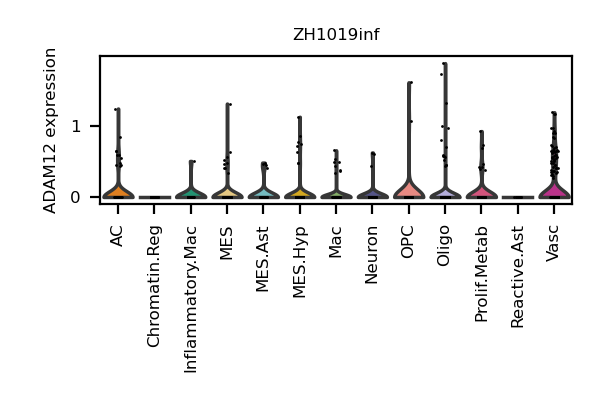 ZH1019inf
ADAM12 expression
1
0
AC
Chromatin.Reg
Inflammatory.Mac
MES
MES.Ast
MES.Hyp
Mac
Neuron
OPC
Oligo
Prolif.Metab
Reactive.Ast
Vasc